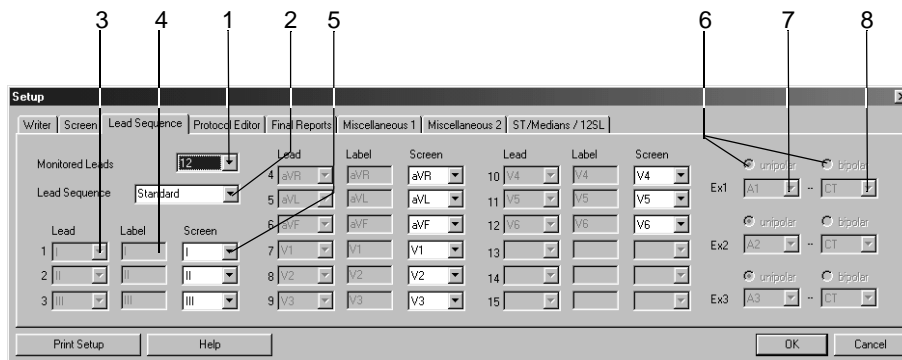 3 4 1 2 5 6 7 8
Setup
Writer Screen Lead Sequence Protocol Editor Final Reports Miscellaneous 1 Miscellaneous 2 ST/Medians / 12SL
Monitored Leads 12
Lead Sequence Standard
Lead Label Screen
1 I I I
2 II II II
3 III III III
Lead Label Screen
4 aVR aVR aVR
5 aVL aVL aVL
6 aVF aVF aVF
7 V1 V1 V1
8 V2 V2 V2
9 V3 V3 V3
Lead Label Screen
10 V4 V4 V4
11 V5 V5 V5
12 V6 V6 V6
13
14
15
unipolar bipolar
Ex1 A1 -- CT
unipolar bipolar
Ex2 A2 -- CT
unipolar bipolar
Ex3 A3 -- CT
Print Setup Help OK Cancel